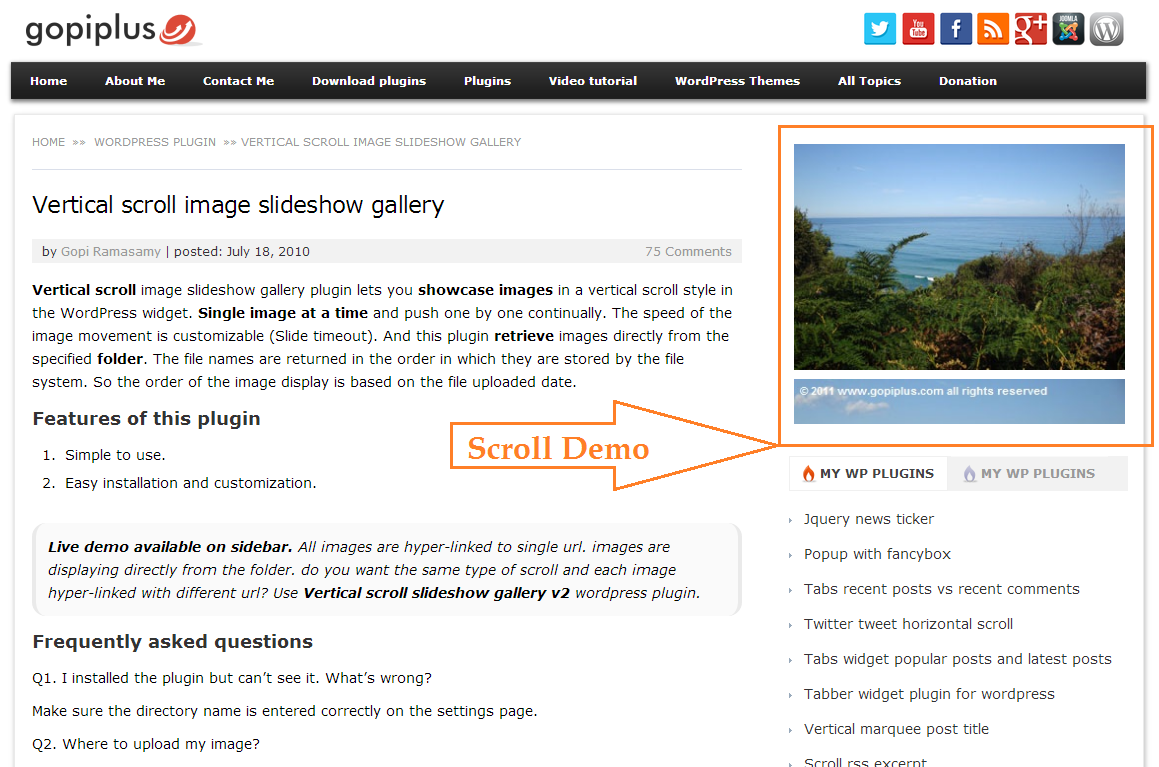 gopiplus
You
Tube
g+
JOOMLA
Home About Me Contact Me Download plugins Plugins Video tutorial WordPress Themes All Topics Donation
HOME »» WORDPRESS PLUGIN »» VERTICAL SCROLL IMAGE SLIDESHOW GALLERY
Vertical scroll image slideshow gallery
by Gopi Ramasamy | posted: July 18, 2010 75 Comments
Vertical scroll image slideshow gallery plugin lets you showcase images in a vertical scroll style in
the WordPress widget. Single image at a time and push one by one continually. The speed of the
image movement is customizable (Slide timeout). And this plugin retrieve images directly from the
specified folder. The file names are returned in the order in which they are stored by the file
system. So the order of the image display is based on the file uploaded date.
Features of this plugin
1. Simple to use.
2. Easy installation and customization.
Live demo available on sidebar. All images are hyper-linked to single url. images are
displaying directly from the folder. do you want the same type of scroll and each image
hyper-linked with different url? Use Vertical scroll slideshow gallery v2 wordpress plugin.
Frequently asked questions
Q1. I installed the plugin but can’t see it. What’s wrong?
Make sure the directory name is entered correctly on the settings page.
Q2. Where to upload my image?
© 2011 www.gopiplus.com all rights reserved
Scroll Demo
MY WP PLUGINS MY WP PLUGINS
Jquery news ticker
Popup with fancybox
Tabs recent posts vs recent comments
Twitter tweet horizontal scroll
Tabs widget popular posts and latest posts
Tabber widget plugin for wordpress
Vertical marquee post title
Scroll rss excerpt